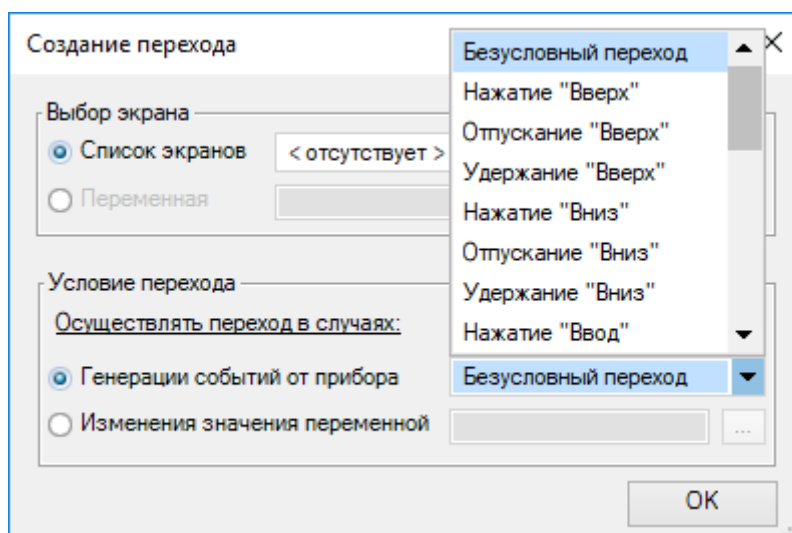 Создание перехода
Выбор экрана
Список экранов
< отсутствует >
Переменная
Условие перехода
Осуществлять переход в случаях:
Генерации событий от прибора
Безусловный переход
Изменения значения переменной
...
Безусловный переход
Нажатие "Вверх"
Отпускание "Вверх"
Удержание "Вверх"
Нажатие "Вниз"
Отпускание "Вниз"
Удержание "Вниз"
Нажатие "Ввод"
OK